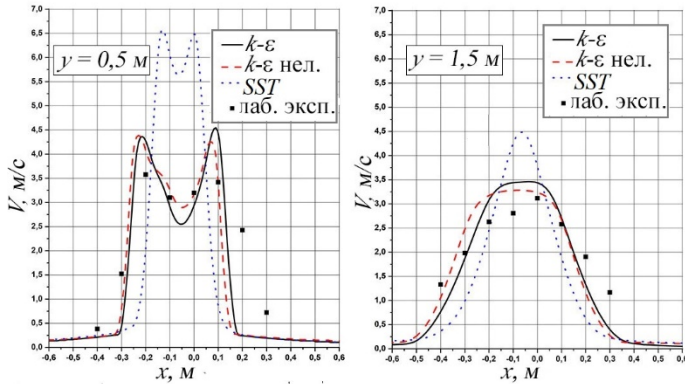 7,0
6,5
6,0
5,5
5,0
4,5
4,0
3,5
3,0
2,5
2,0
1,5
1,0
0,5
0,0
V, м/с
y = 0,5 м
k-ε
k-ε нел.
SST
лаб. эксп.
-0,6 -0,5 -0,4 -0,3 -0,2 -0,1 0,0 0,1 0,2 0,3 0,4 0,5 0,6
x, м
7,0
6,5
6,0
5,5
5,0
4,5
4,0
3,5
3,0
2,5
2,0
1,5
1,0
0,5
0,0
V, м/с
y = 1,5 м
k-ε
k-ε нел.
SST
лаб. эксп.
-0,6 -0,5 -0,4 -0,3 -0,2 -0,1 0,0 0,1 0,2 0,3 0,4 0,5 0,6
x, м